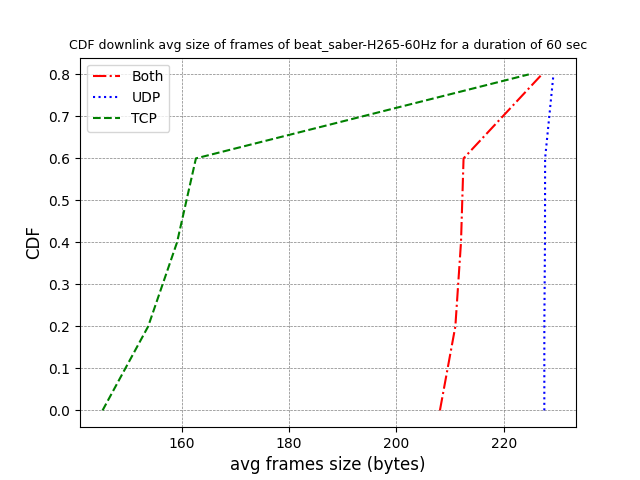 CDF downlink avg size of frames of beat_saber-H265-60Hz for a duration of 60 sec
Both
UDP
TCP
0.8
0.7
0.6
0.5
0.4
0.3
0.2
0.1
0.0
CDF
160 180 200 220
avg frames size (bytes)